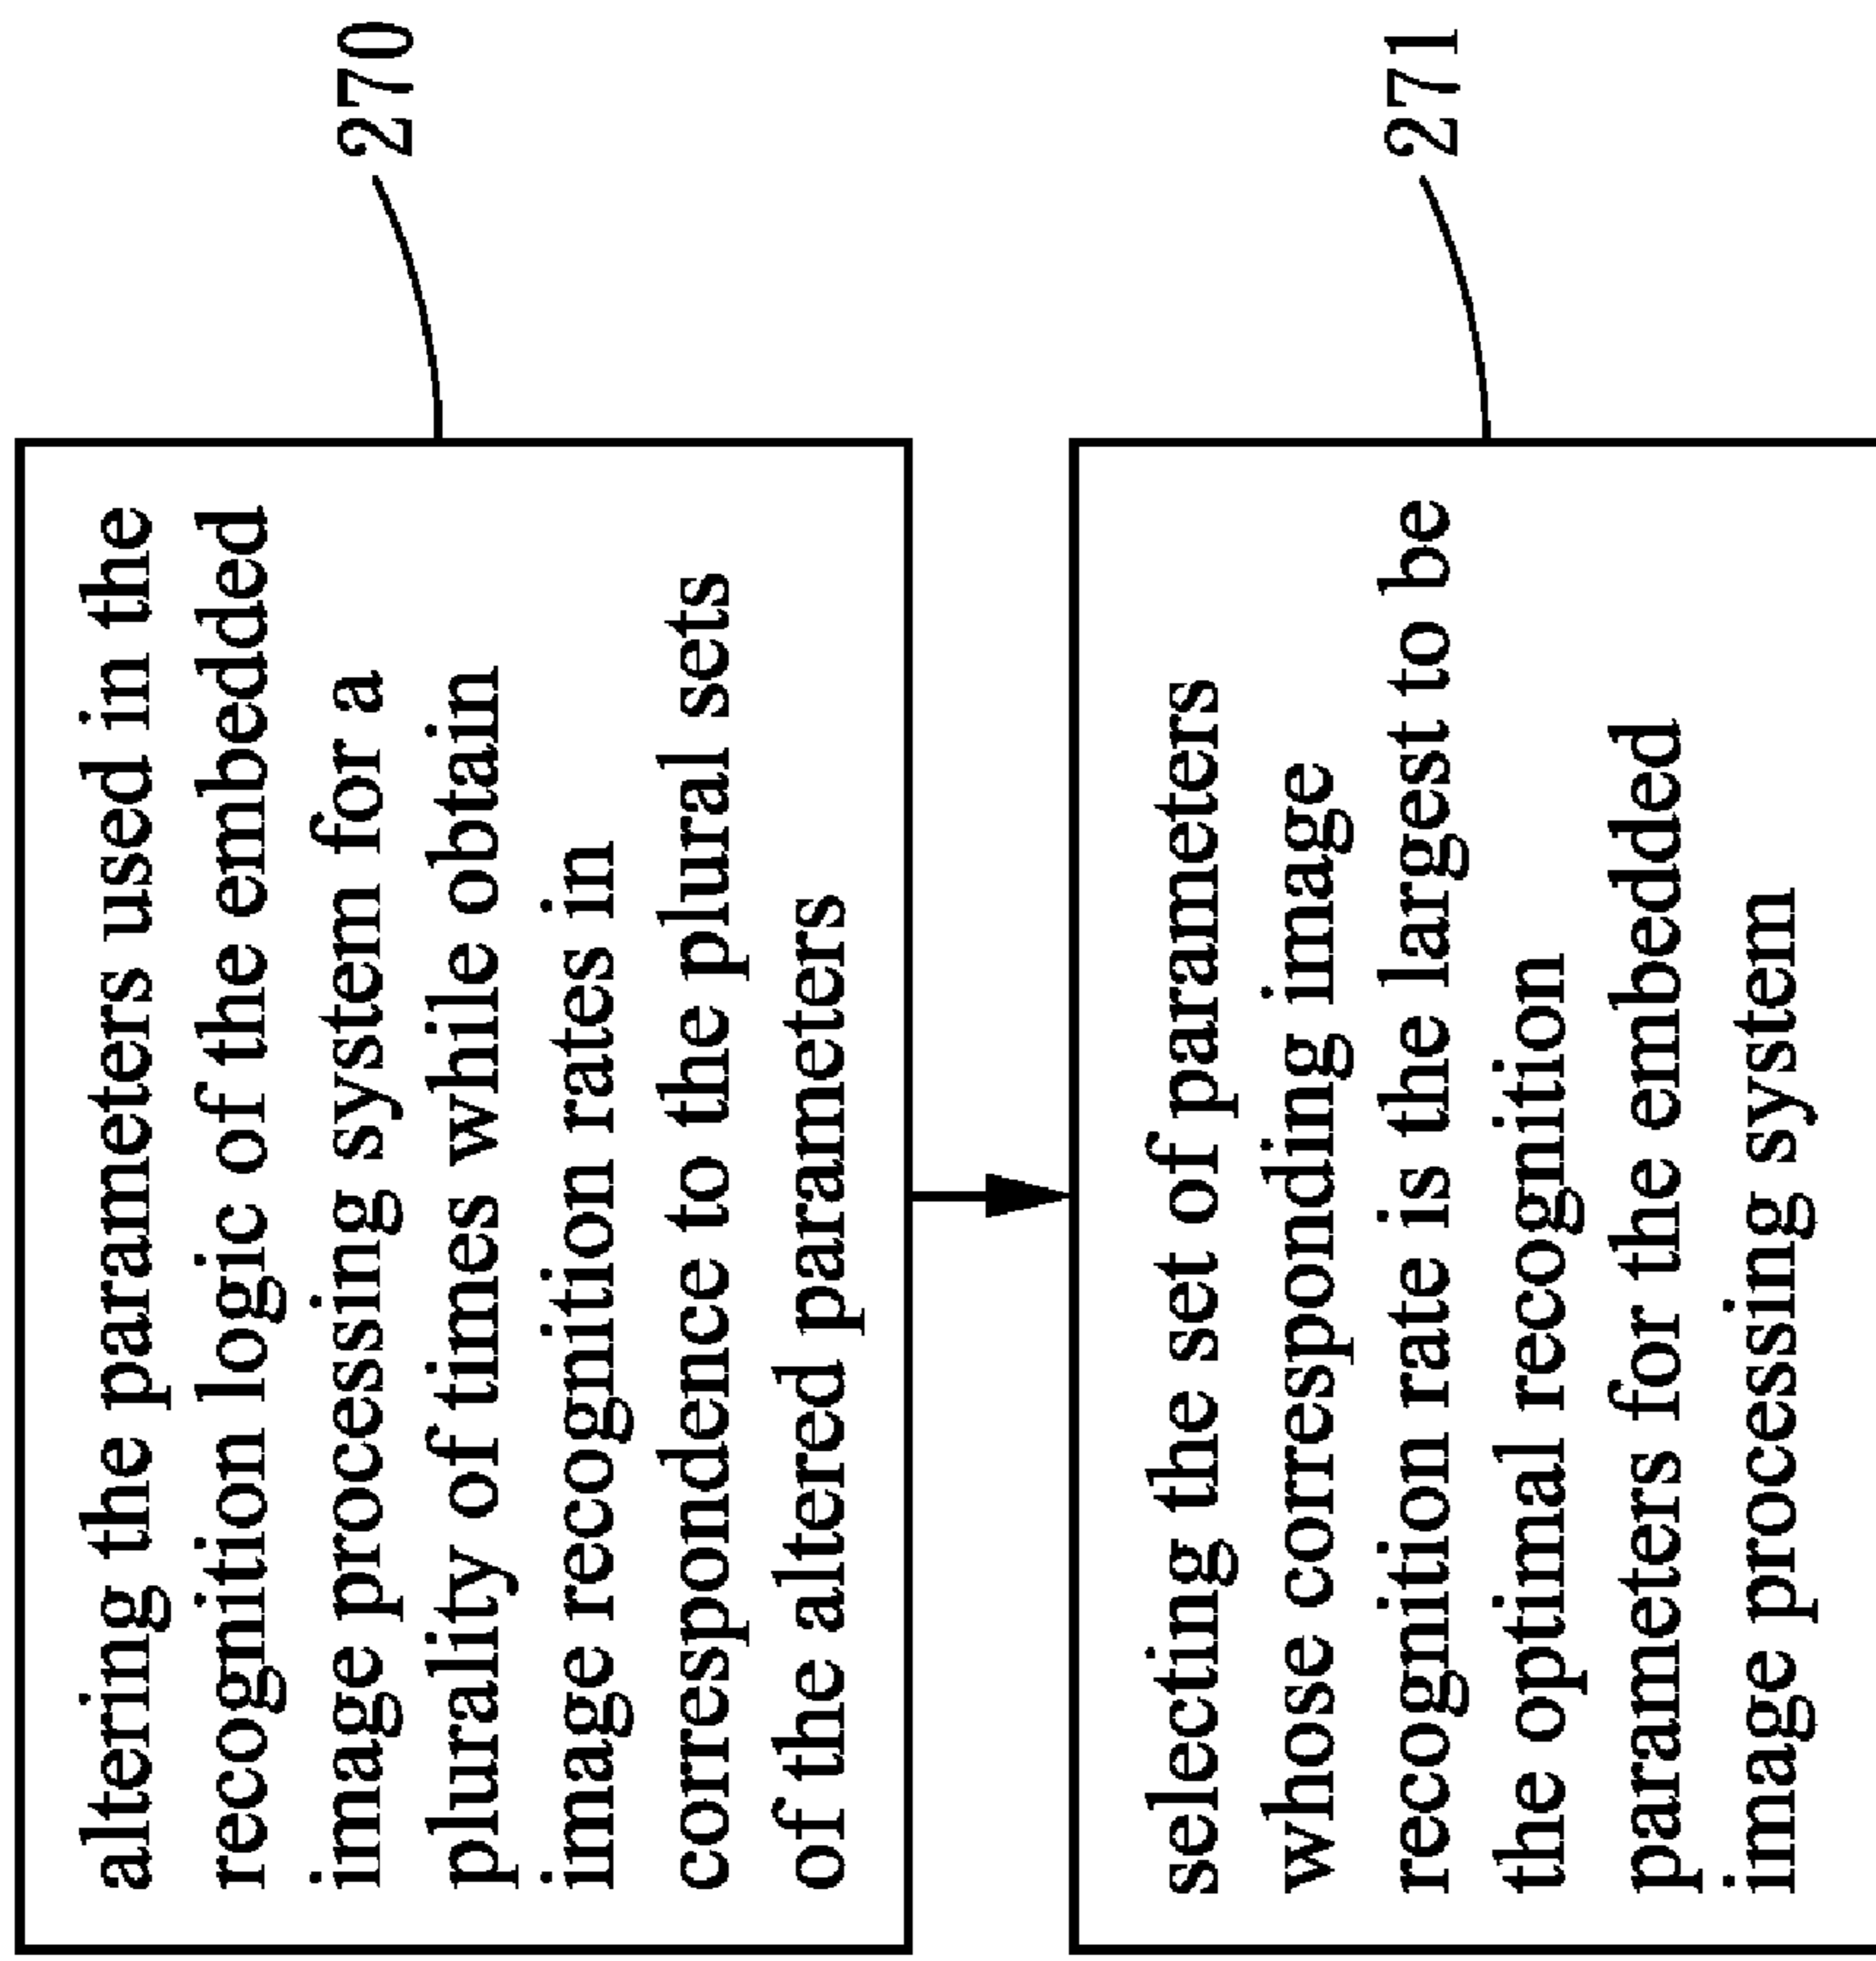 altering the parameters used in the
recognition logic of the embedded
image processing system for a
plurality of times while obtain
image recognition rates in
correspondence to the plural sets
of the altered parameters
270
selecting the set of parameters
whose corresponding image
recognition rate is the largest to be
the optimal recognition
parameters for the embedded
image processing system
271